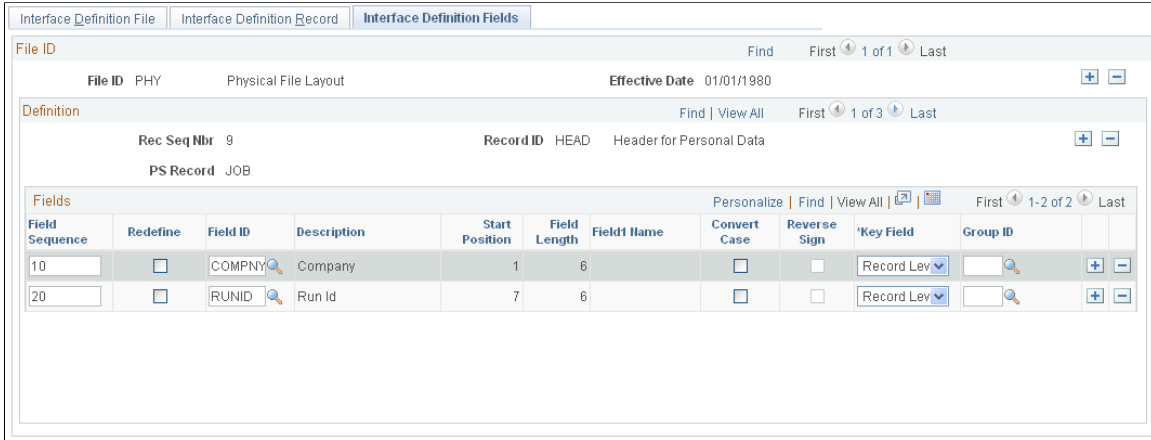 Interface Definition File Interface Definition Record Interface Definition Fields
File ID Find First 1 of 1 Last
File ID PHY Physical File Layout Effective Date 01/01/1980
Definition Find | View All First 1 of 3 Last
Rec Seq Nbr 9 Record ID HEAD Header for Personal Data
PS Record JOB
Fields Personalize | Find | View All | | First 1-2 of 2 Last
Field Sequence Redefine Field ID Description Start Position Field Length Field1 Name Convert Case Reverse Sign *Key Field Group ID
10 COMPNY Company 1 6 Record Lev
20 RUNID Run Id 7 6 Record Lev